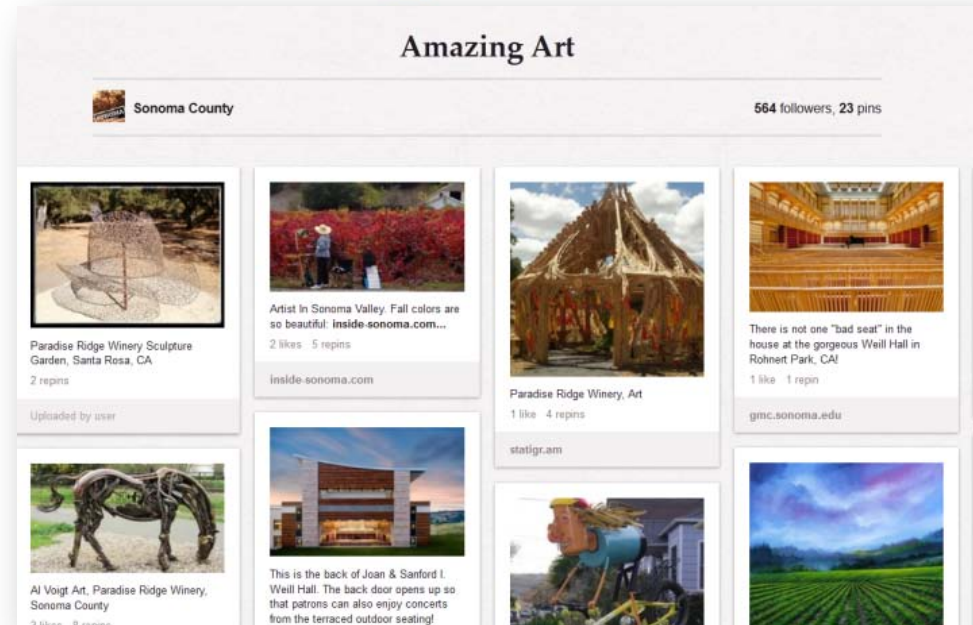 Amazing Art
Sonoma County
564 followers, 23 pins
Paradise Ridge Winery Sculpture
Garden, Santa Rosa, CA
2 repins
Uploaded by user
Al Voigt Art, Paradise Ridge Winery,
Sonoma County
Artist In Sonoma Valley. Fall colors are
so beautiful: inside-sonoma.com...
2 likes 5 repins
inside-sonoma.com
This is the back of Joan & Sanford I.
Weill Hall. The back door opens up so
that patrons can also enjoy concerts
from the terraced outdoor seating!
Paradise Ridge Winery, Art
1 like 4 repins
statigr.am
There is not one "bad seat" in the
house at the gorgeous Weill Hall in
Rohnert Park, CA!
1 like 1 repin
gmc.sonoma.edu